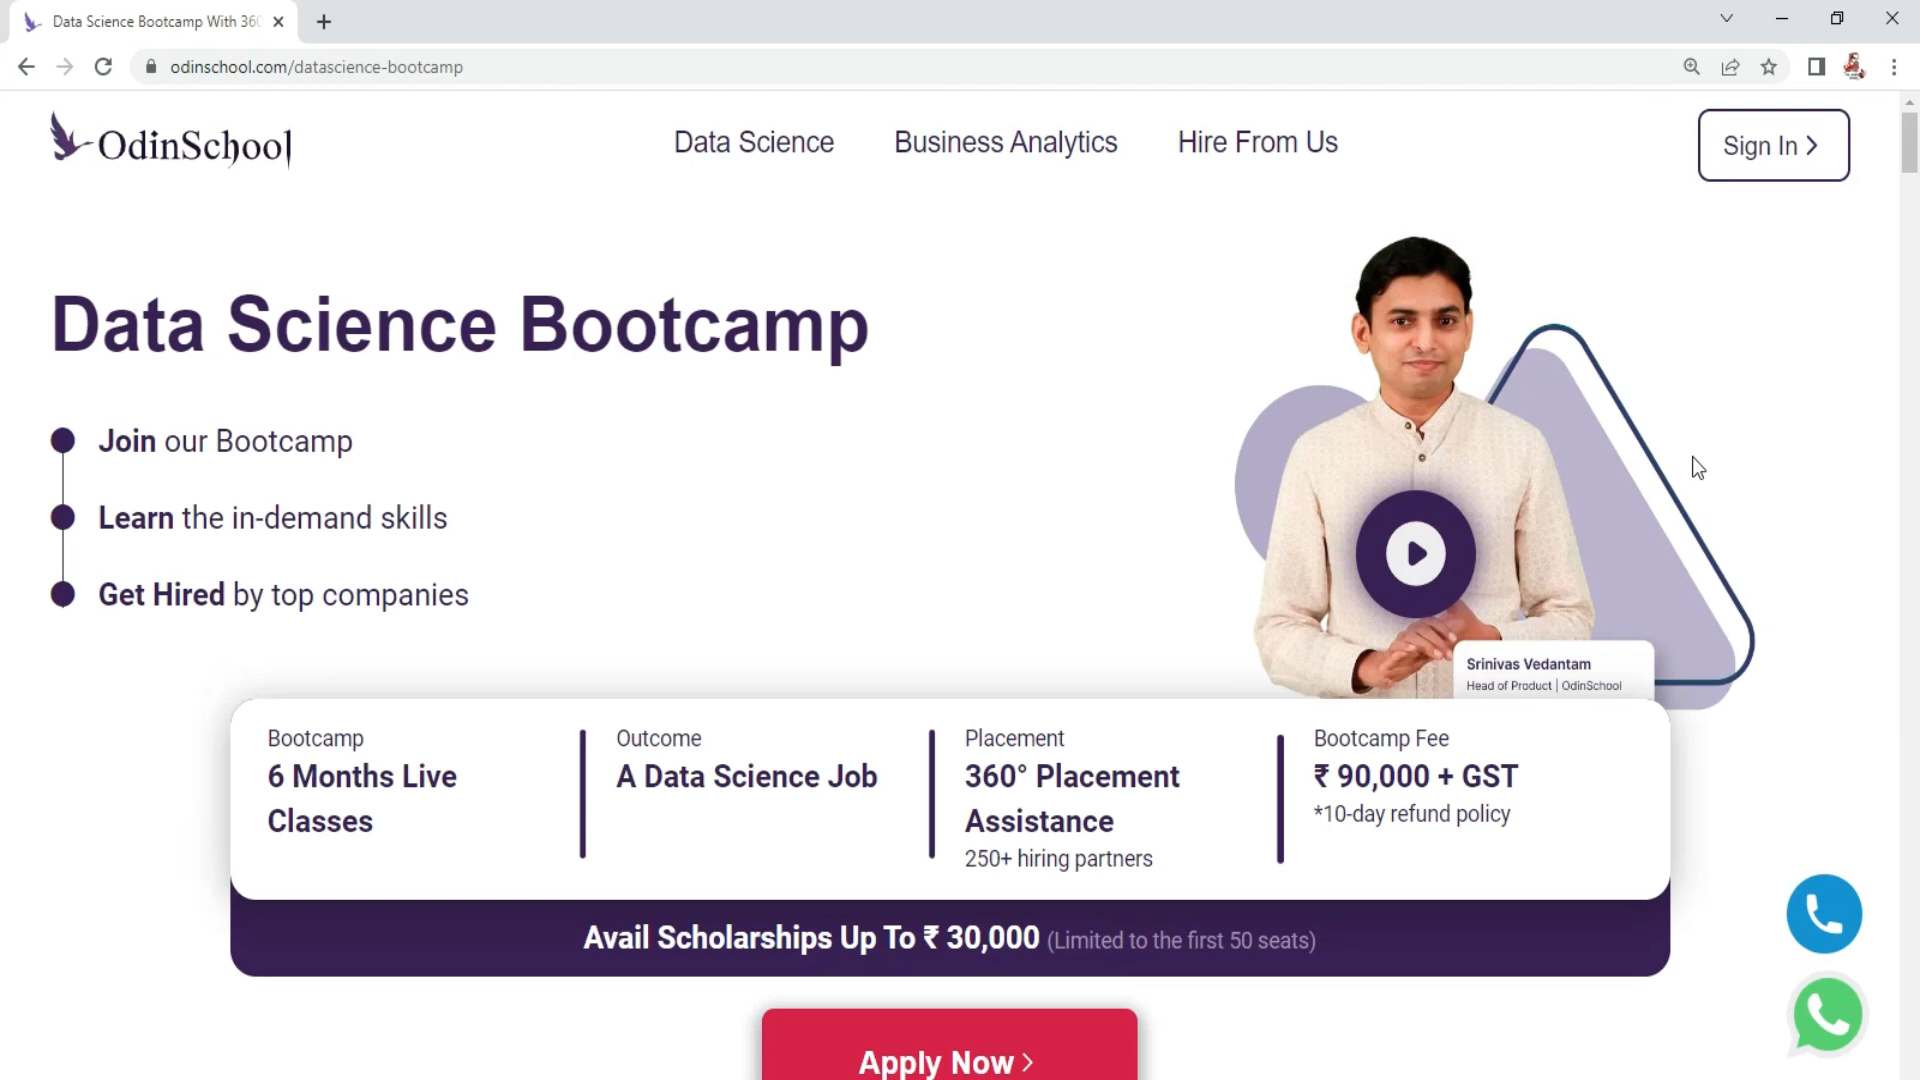 Data Science Bootcamp With 360
odinschool.com/datascience-bootcamp
OdinSchool
Data Science
Business Analytics
Hire From Us
Sign In >
Data Science Bootcamp
Join our Bootcamp
Learn the in-demand skills
Get Hired by top companies
Srinivas Vedantam
Head of Product | OdinSchool
Bootcamp
6 Months Live
Classes
Outcome
A Data Science Job
Placement
360° Placement
Assistance
250+ hiring partners
Bootcamp Fee
₹ 90,000 + GST
*10-day refund policy
Avail Scholarships Up To ₹ 30,000 (Limited to the first 50 seats)
Apply Now >